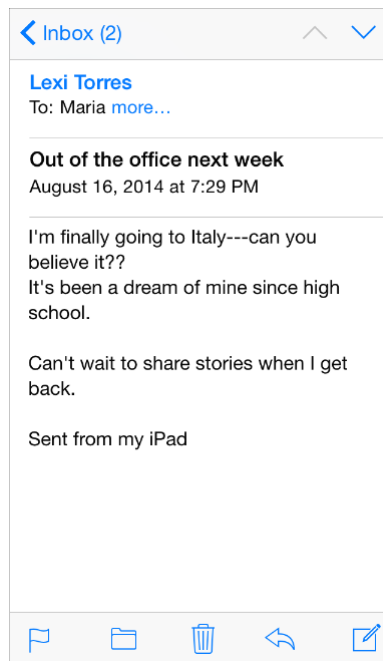 Inbox (2)
Lexi Torres
To: Maria more...
Out of the office next week
August 16, 2014 at 7:29 PM
I'm finally going to Italy---can you
believe it??
It's been a dream of mine since high
school.
Can't wait to share stories when I get
back.
Sent from my iPad